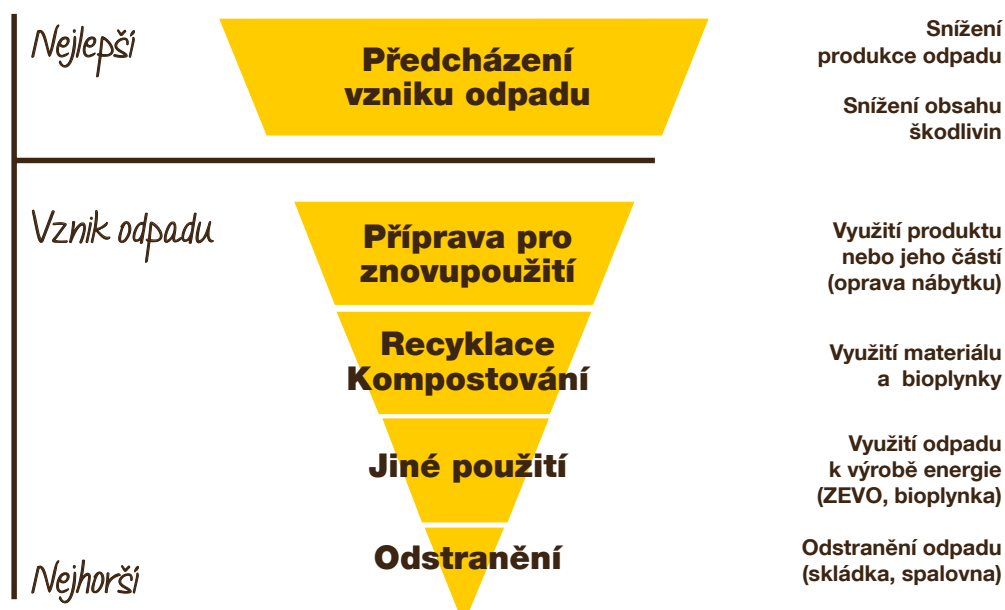 Nejlepší
Předcházení
vzniku odpadu
Snížení
produkce odpadu
Snížení obsahu
škodlivin
Vznik odpadu
Příprava pro
znovupoužití
Využití produktu
nebo jeho částí
(oprava nábytku)
Recyklace
Kompostování
Využití materiálu
a bioplynky
Jiné použití
Využití odpadu
k výrobě energie
(ZEVO, bioplynka)
Nejhorší
Odstranění
Odstranění odpadu
(skládka, spalovna)